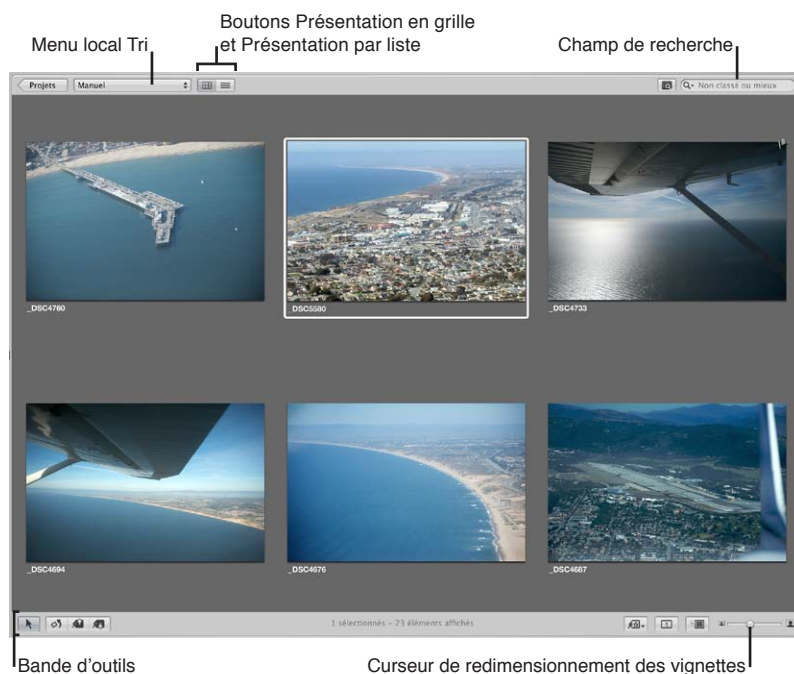 Boutons Présentation en grille
et Présentation par liste
Menu local Tri
Champ de recherche
Projets
Manuel
Non classé ou mieux
_DSC4760
_DSC5580
_DSC4733
_DSC4694
_DSC4676
_DSC4687
1 sélectionnés – 23 éléments affichés
Bande d’outils
Curseur de redimensionnement des vignettes